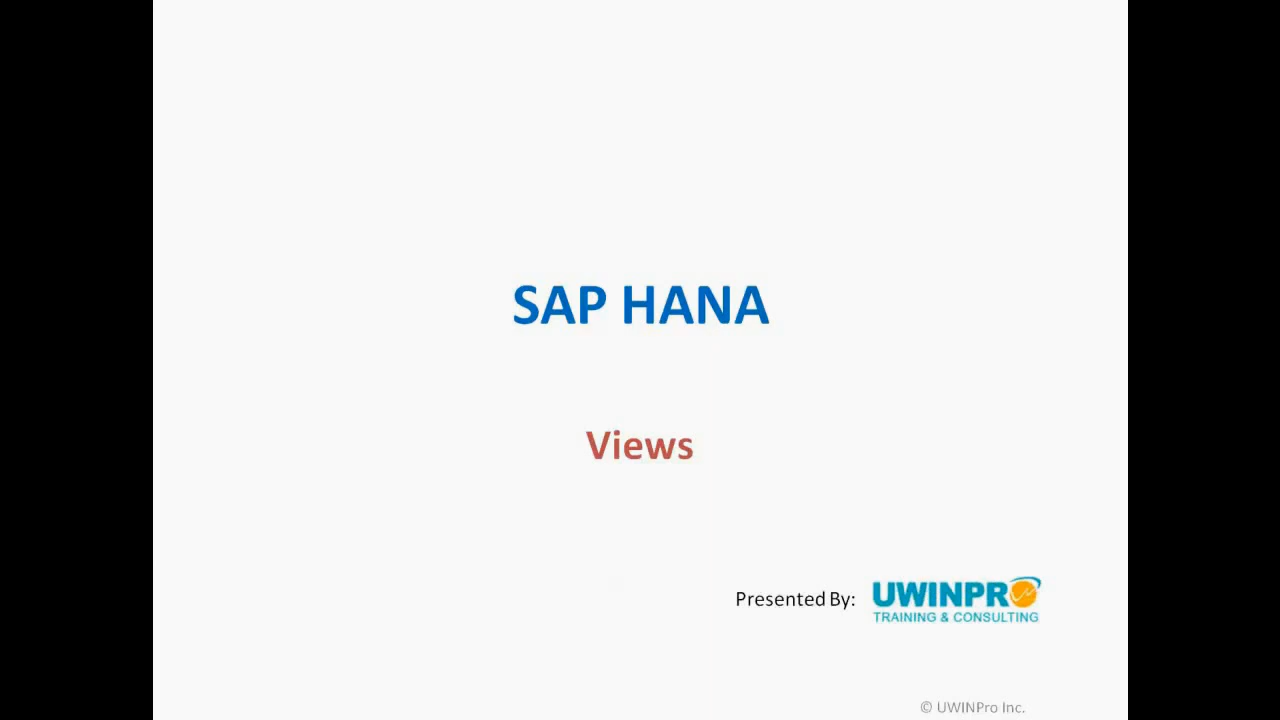 SAP HANA
Views
Presented By: UWINPRO
TRAINING & CONSULTING
© UWINPro Inc.